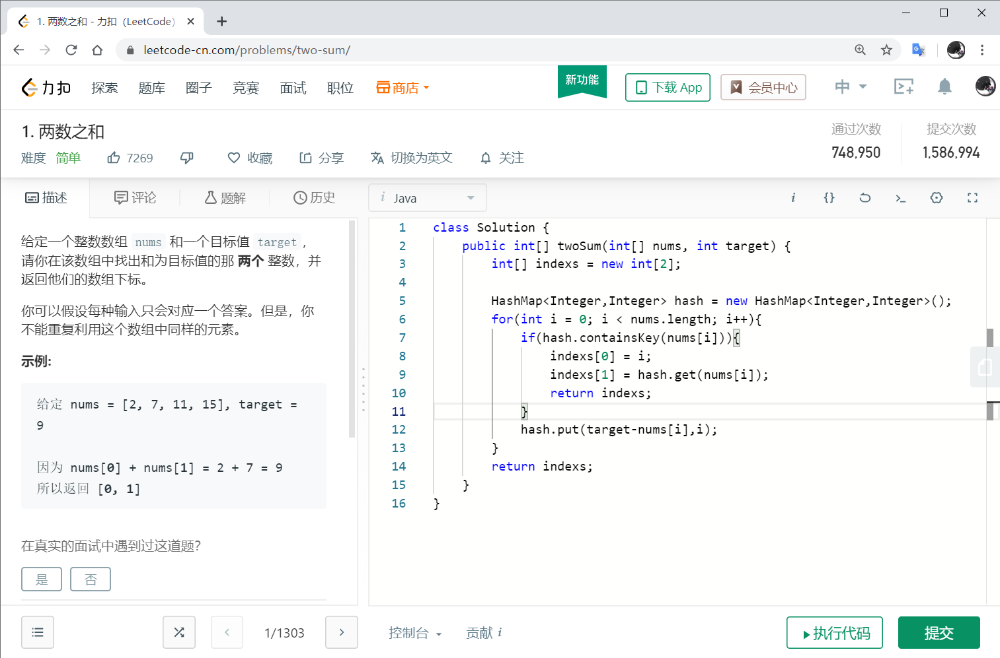 1. 两数之和 - 力扣（LeetCode）
leetcode-cn.com/problems/two-sum/
力扣 探索 题库 圈子 竞赛 面试 职位 商店 新功能 下载 App 会员中心 中
1. 两数之和
难度 简单 7269 收藏 分享 切换为英文 关注
通过次数 提交次数
748,950 1,586,994
描述 评论 题解 历史
给定一个整数数组 nums 和一个目标值 target，
请你在该数组中找出和为目标值的那 两个 整数，并
返回他们的数组下标。
你可以假设每种输入只会对应一个答案。但是，你
不能重复利用这个数组中同样的元素。
示例:
给定 nums = [2, 7, 11, 15], target =
9
因为 nums[0] + nums[1] = 2 + 7 = 9
所以返回 [0, 1]
在真实的面试中遇到过这道题？
是 否
i Java i {}
1 class Solution {
2 public int[] twoSum(int[] nums, int target) {
3 int[] indexs = new int[2];
4
5 HashMap<Integer,Integer> hash = new HashMap<Integer,Integer>();
6 for(int i = 0; i < nums.length; i++){
7 if(hash.containsKey(nums[i])){
8 indexs[0] = i;
9 indexs[1] = hash.get(nums[i]);
10 return indexs;
11 }
12 hash.put(target-nums[i],i);
13 }
14 return indexs;
15 }
16 }
1/1303 控制台 贡献 i 执行代码 提交